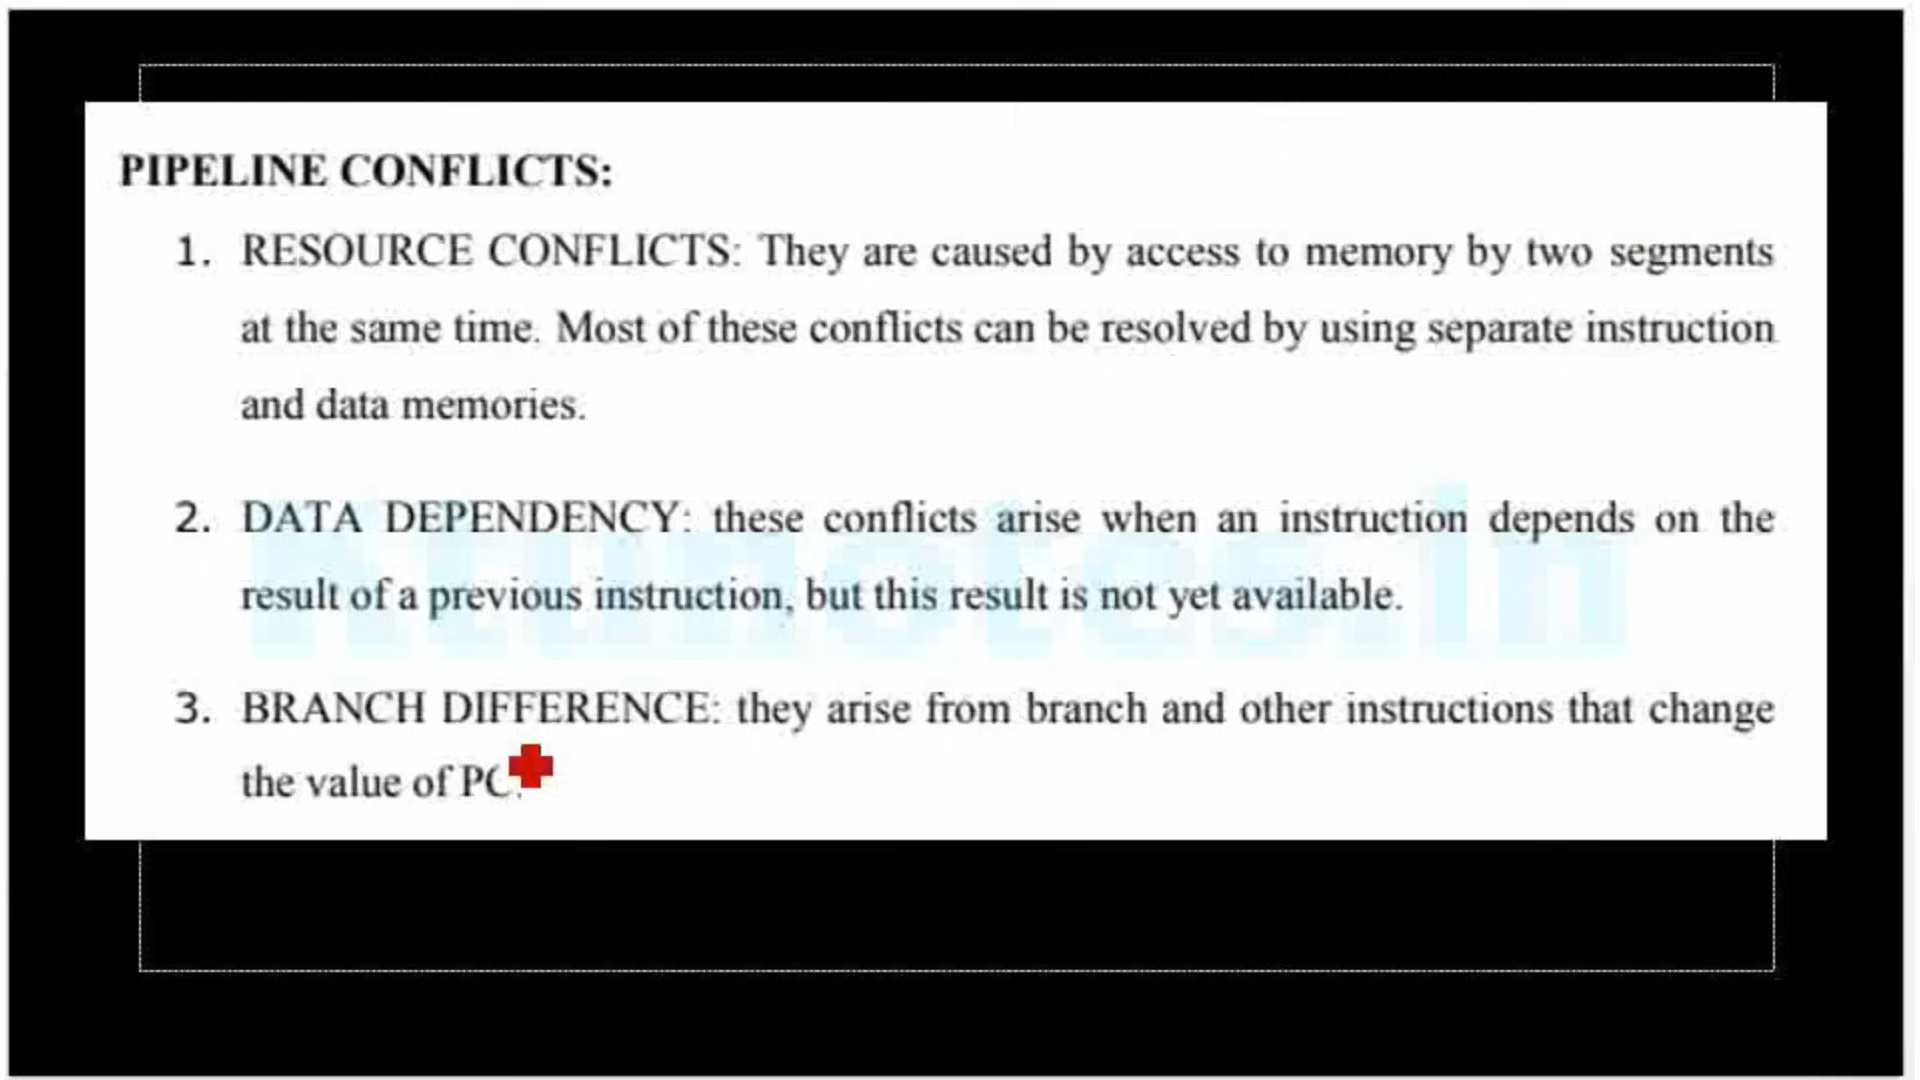 PIPELINE CONFLICTS:
1. RESOURCE CONFLICTS: They are caused by access to memory by two segments
at the same time. Most of these conflicts can be resolved by using separate instruction
and data memories.
2. DATA DEPENDENCY: these conflicts arise when an instruction depends on the
result of a previous instruction, but this result is not yet available.
3. BRANCH DIFFERENCE: they arise from branch and other instructions that change
the value of PC.
Ktunotes.in